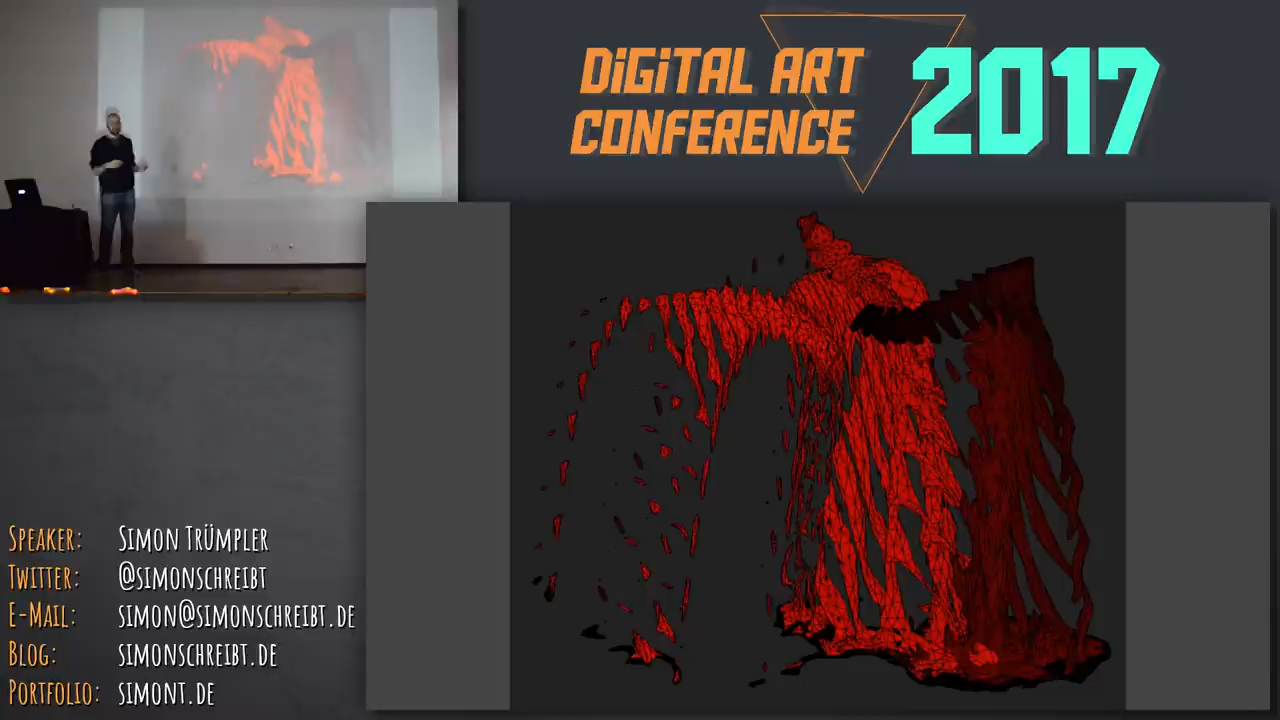 DiGiTAL ART
CONFERENCE
2017
Speaker: Simon Trümpler
Twitter: @simonschreibt
E-Mail: simon@simonschreibt.de
Blog: simonschreibt.de
Portfolio: simont.de